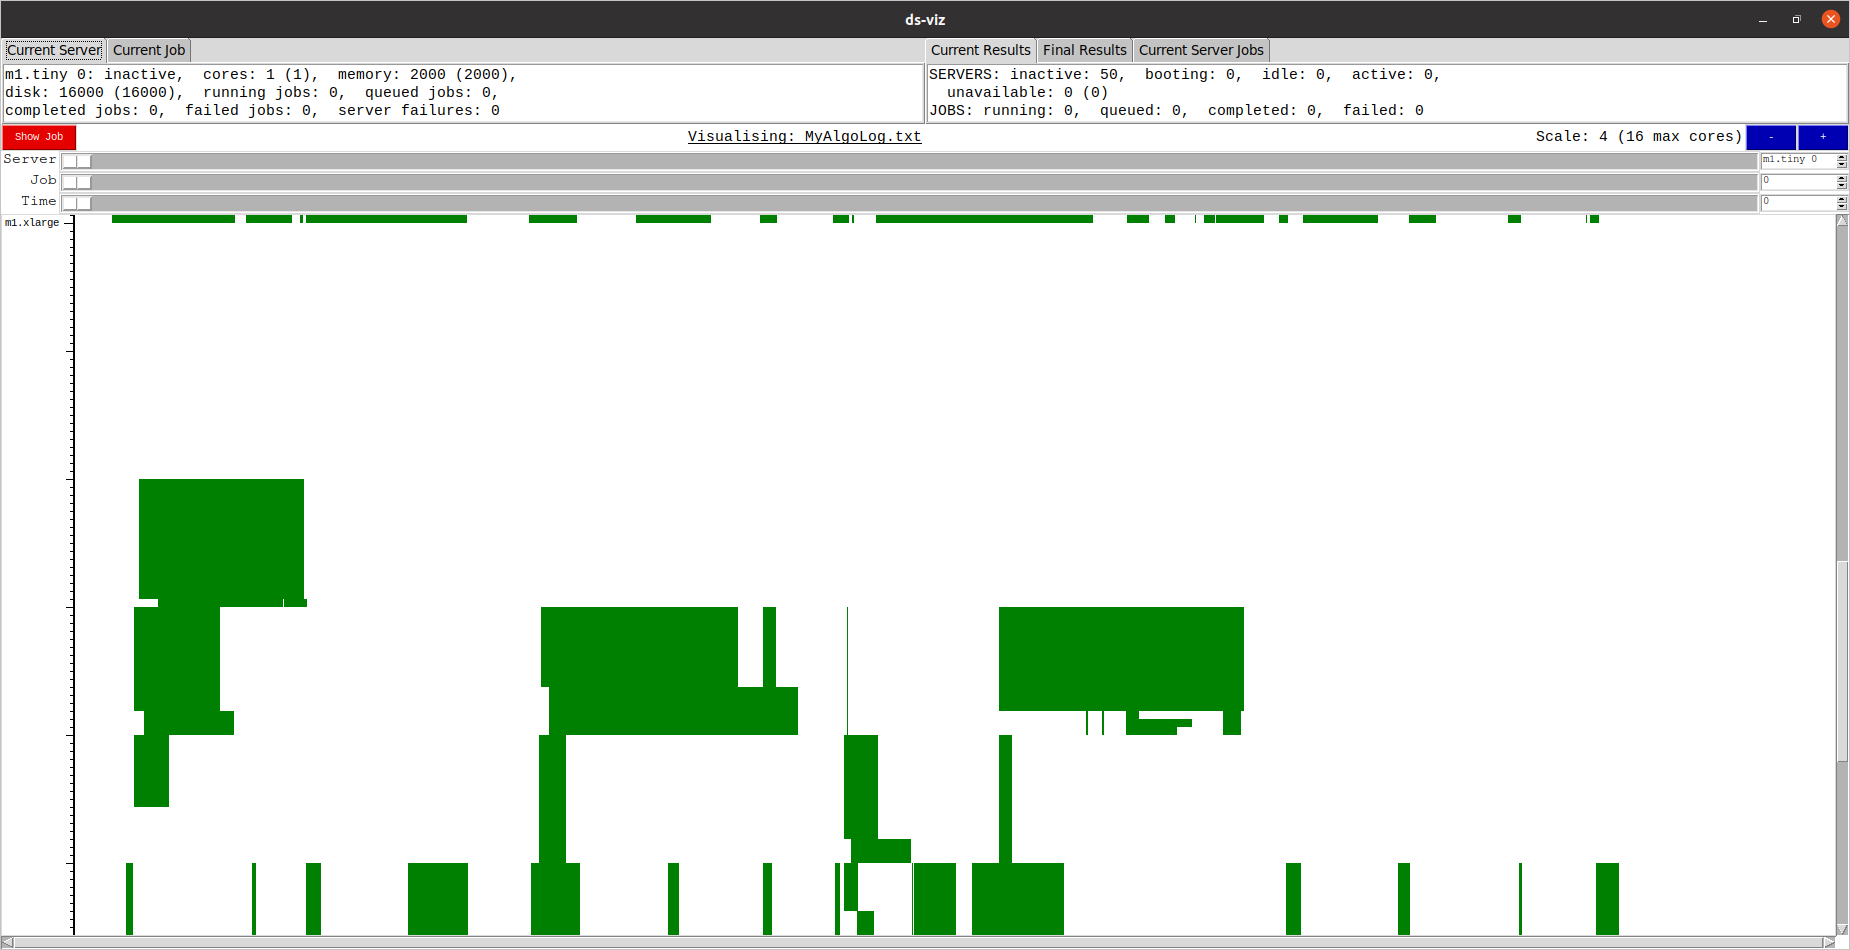 ds-viz
Current Server Current Job
Current Results Final Results Current Server Jobs
m1.tiny 0: inactive, cores: 1 (1), memory: 2000 (2000),
disk: 16000 (16000), running jobs: 0, queued jobs: 0,
completed jobs: 0, failed jobs: 0, server failures: 0
SERVERS: inactive: 50, booting: 0, idle: 0, active: 0,
unavailable: 0 (0)
JOBS: running: 0, queued: 0, completed: 0, failed: 0
Show Job
Visualising: MyAlgoLog.txt
Scale: 4 (16 max cores)
- +
Server m1.tiny 0
Job 0
Time 0
m1.xlarge